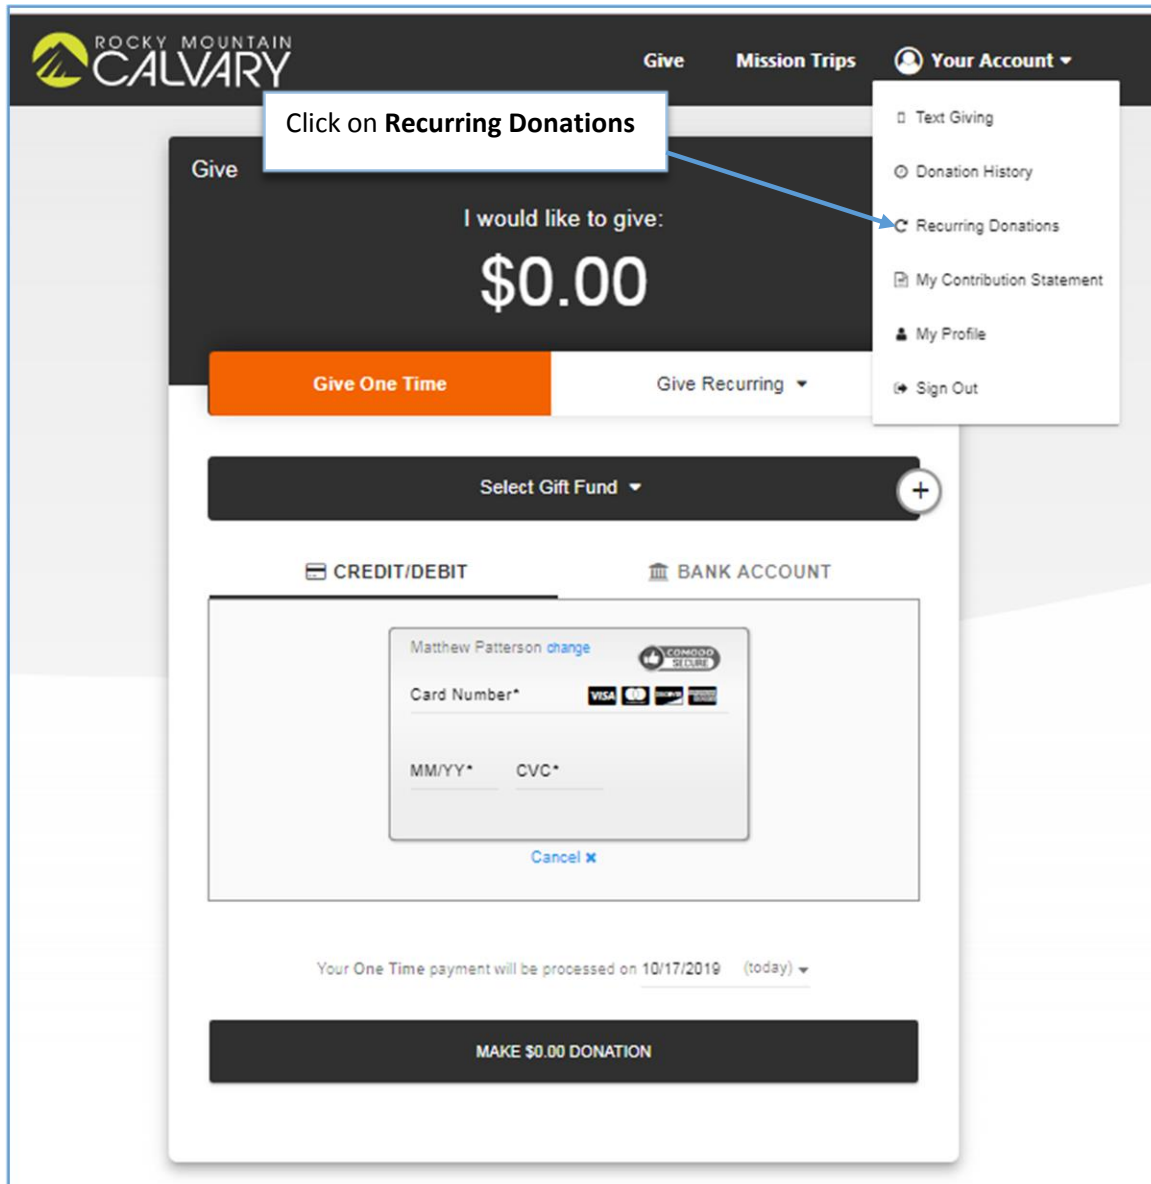 ROCKY MOUNTAIN
CALVARY
Give
Mission Trips
Your Account
Click on Recurring Donations
Text Giving
Donation History
Recurring Donations
My Contribution Statement
My Profile
Sign Out
Give
I would like to give:
$0.00
Give One Time
Give Recurring
Select Gift Fund
+
CREDIT/DEBIT
BANK ACCOUNT
Matthew Patterson change
COMODO
SECURE
Card Number*
VISA
DISCOVER
MM/YY*
CVC*
Cancel ×
Your One Time payment will be processed on 10/17/2019 (today)
MAKE $0.00 DONATION